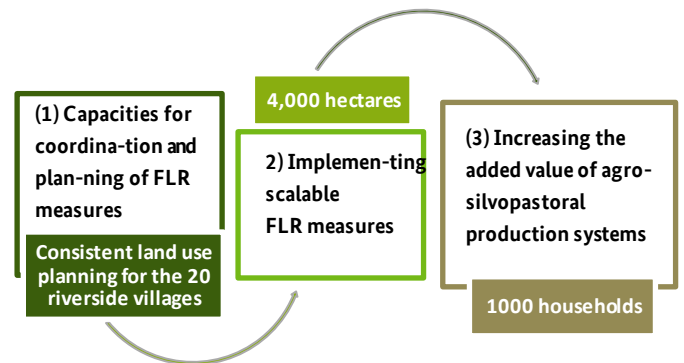 (1) Capacities for
coordina-tion and
plan-ning of FLR
measures
Consistent land use
planning for the 20
riverside villages
4,000 hectares
2) Implemen-ting
scalable
FLR measures
(3) Increasing the
added value of agro-
silvopastoral
production systems
1000 households